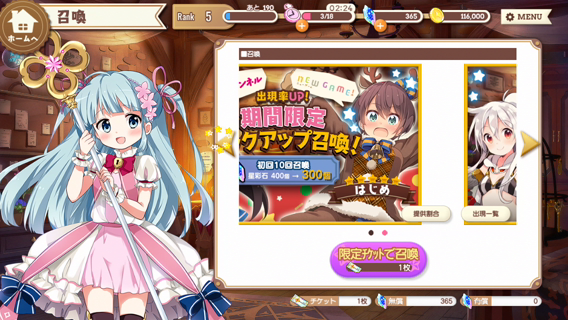 召喚
ホームへ
Rank 5
あと 190
3/18
02:24
365
116,000
MENU
■召喚
ンネル
NEW GAME!
出現率UP!
期間限定
クアップ召喚!
初回10回召喚
星彩石 400個→300個
はじめ
提供割合
出現一覧
限定チケットで召喚
1枚
チケット 1枚
無償 365
有償 0